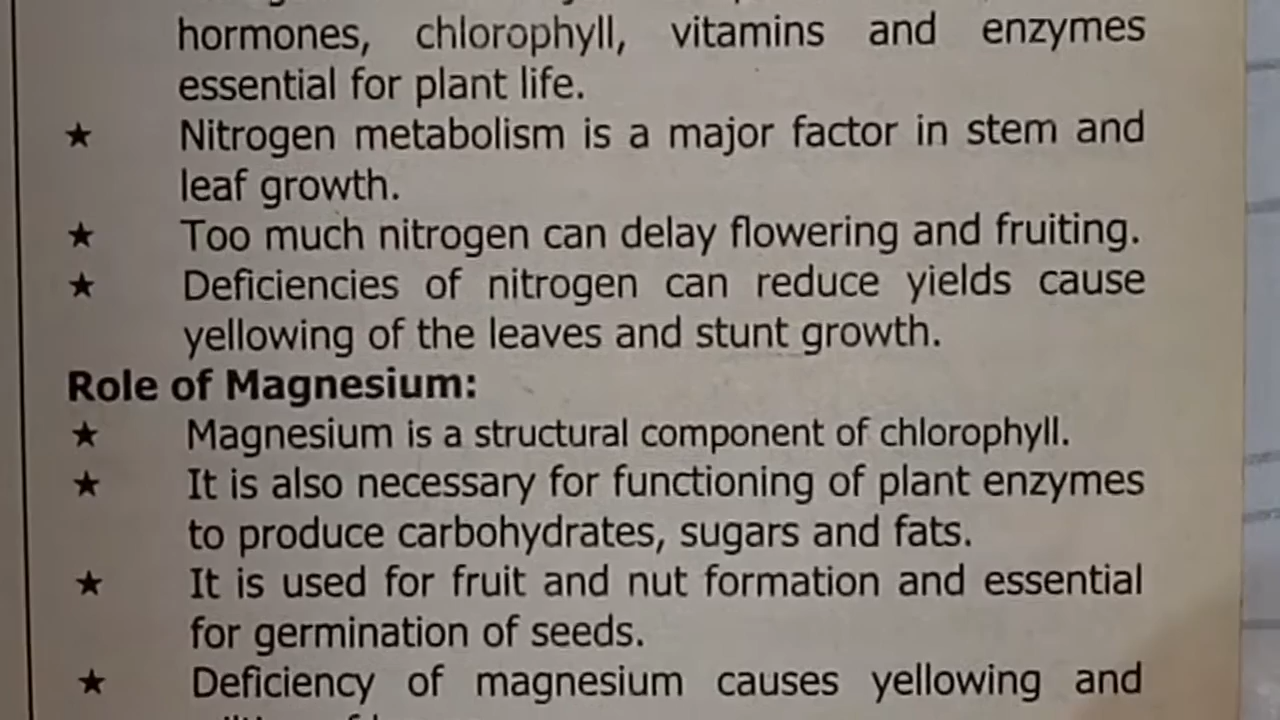 hormones, chlorophyll, vitamins and enzymes
essential for plant life.
★ Nitrogen metabolism is a major factor in stem and
leaf growth.
★ Too much nitrogen can delay flowering and fruiting.
★ Deficiencies of nitrogen can reduce yields cause
yellowing of the leaves and stunt growth.
Role of Magnesium:
★ Magnesium is a structural component of chlorophyll.
★ It is also necessary for functioning of plant enzymes
to produce carbohydrates, sugars and fats.
★ It is used for fruit and nut formation and essential
for germination of seeds.
★ Deficiency of magnesium causes yellowing and